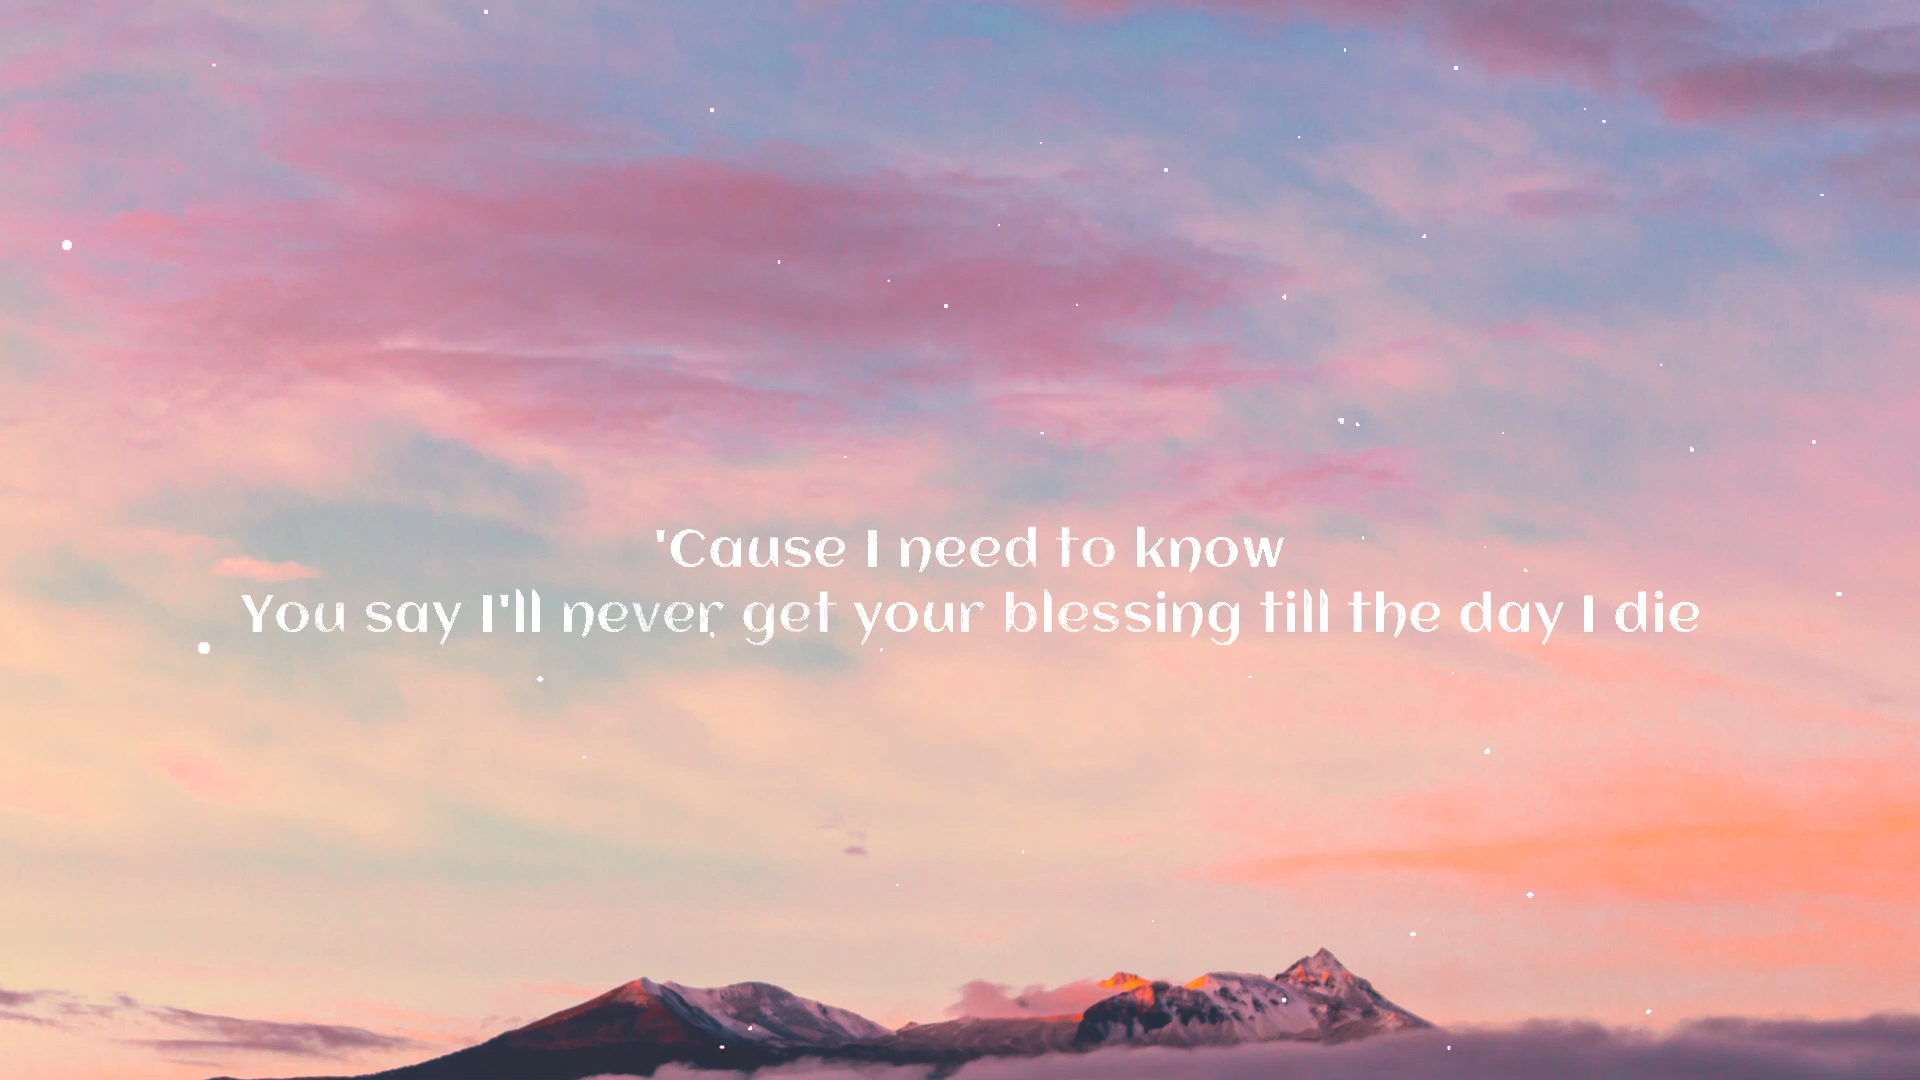 'Cause I need to know
You say I'll never get your blessing till the day I die